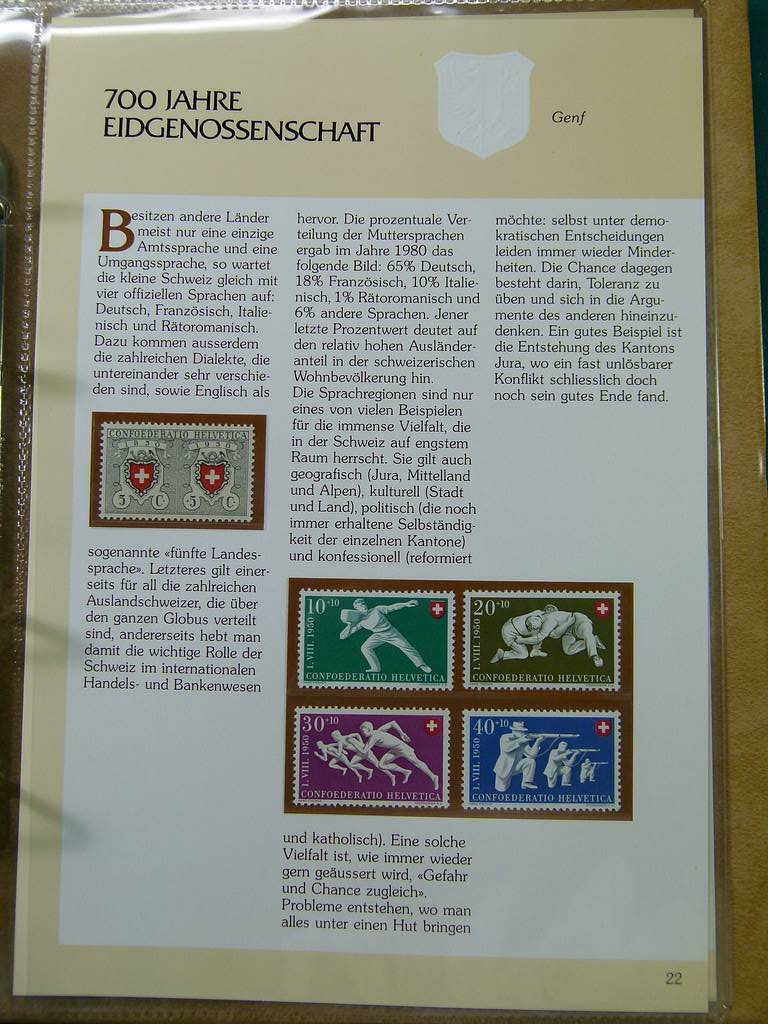 700 JAHRE
EIDGENOSSENSCHAFT
Genf
Besitzen andere Länder
meist nur eine einzige
Amtssprache und eine
Umgangssprache, so wartet
die kleine Schweiz gleich mit
vier offiziellen Sprachen auf:
Deutsch, Französisch, Italie-
nisch und Rätoromanisch.
Dazu kommen ausserdem
die zahlreichen Dialekte, die
untereinander sehr verschie-
den sind, sowie Englisch als
CONFOEDERATIO HELVETICA
1850 1950
5 C. +5 C.
sogenannte «fünfte Landes-
sprache». Letzteres gilt einer-
seits für all die zahlreichen
Auslandschweizer, die über
den ganzen Globus verteilt
sind, andererseits hebt man
damit die wichtige Rolle der
Schweiz im internationalen
Handels- und Bankenwesen
hervor. Die prozentuale Ver-
teilung der Muttersprachen
ergab im Jahre 1980 das
folgende Bild: 65% Deutsch,
18% Französisch, 10% Italie-
nisch, 1% Rätoromanisch und
6% andere Sprachen. Jener
letzte Prozentwert deutet auf
den relativ hohen Ausländer-
anteil in der schweizerischen
Wohnbevölkerung hin.
Die Sprachregionen sind nur
eines von vielen Beispielen
für die immense Vielfalt, die
in der Schweiz auf engstem
Raum herrscht. Sie gilt auch
geografisch (Jura, Mittelland
und Alpen), kulturell (Stadt
und Land), politisch (die noch
immer erhaltene Selbständig-
keit der einzelnen Kantone)
und konfessionell (reformiert
10+10
1. VIII. 1950
CONFOEDERATIO HELVETICA
20+10
1. VIII. 1950
CONFOEDERATIO HELVETICA
30+10
1. VIII. 1950
CONFOEDERATIO HELVETICA
40+10
1. VIII. 1950
CONFOEDERATIO HELVETICA
und katholisch). Eine solche
Vielfalt ist, wie immer wieder
gern geäussert wird, «Gefahr
und Chance zugleich».
Probleme entstehen, wo man
alles unter einen Hut bringen
möchte: selbst unter demo-
kratischen Entscheidungen
leiden immer wieder Minder-
heiten. Die Chance dagegen
besteht darin, Toleranz zu
üben und sich in die Argu-
mente des anderen hineinzu-
denken. Ein gutes Beispiel ist
die Entstehung des Kantons
Jura, wo ein fast unlösbarer
Konflikt schliesslich doch
noch sein gutes Ende fand.
22